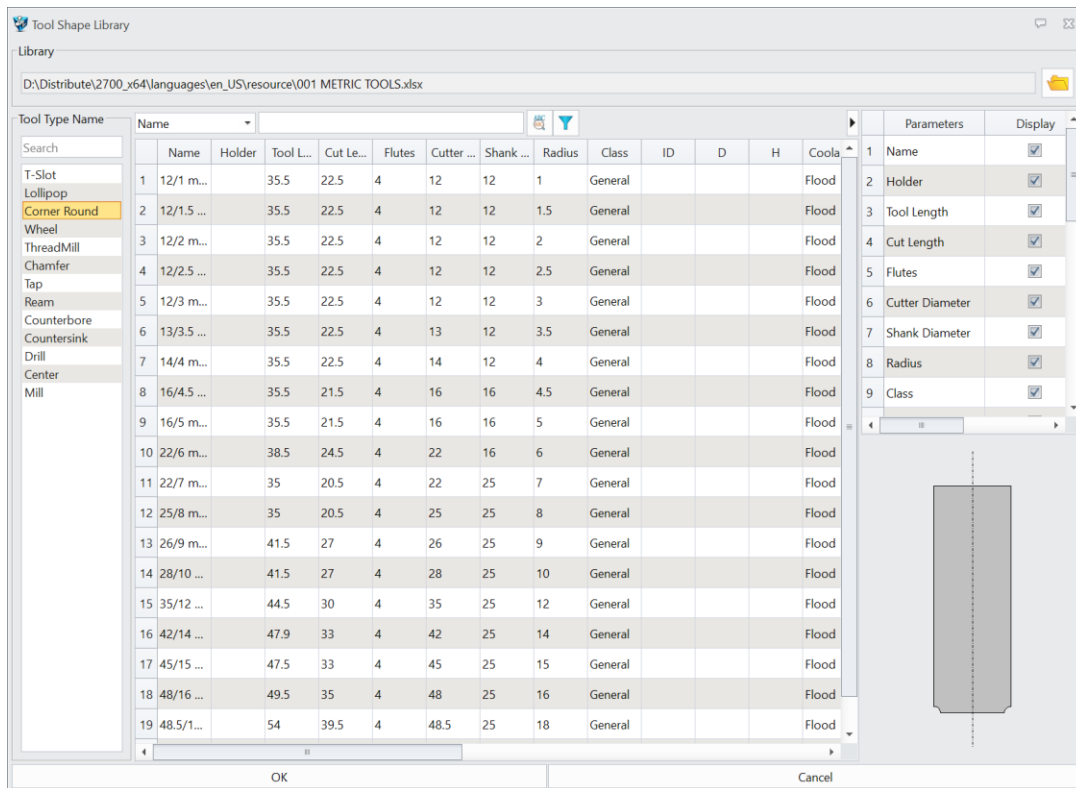 Tool Shape Library
Library
D:\Distribute\2700_x64\languages\en_US\resource\001 METRIC TOOLS.xlsx
Tool Type Name
Search
T-Slot
Lollipop
Corner Round
Wheel
ThreadMill
Chamfer
Tap
Ream
Counterbore
Countersink
Drill
Center
Mill
Name
Name Holder Tool L... Cut Le... Flutes Cutter ... Shank ... Radius Class ID D H Coola
1 12/1 m... 35.5 22.5 4 12 12 1 General Flood
2 12/1.5 ... 35.5 22.5 4 12 12 1.5 General Flood
3 12/2 m... 35.5 22.5 4 12 12 2 General Flood
4 12/2.5 ... 35.5 22.5 4 12 12 2.5 General Flood
5 12/3 m... 35.5 22.5 4 12 12 3 General Flood
6 13/3.5 ... 35.5 22.5 4 13 12 3.5 General Flood
7 14/4 m... 35.5 22.5 4 14 12 4 General Flood
8 16/4.5 ... 35.5 21.5 4 16 16 4.5 General Flood
9 16/5 m... 35.5 21.5 4 16 16 5 General Flood
10 22/6 m... 38.5 24.5 4 22 16 6 General Flood
11 22/7 m... 35 20.5 4 22 25 7 General Flood
12 25/8 m... 35 20.5 4 25 25 8 General Flood
13 26/9 m... 41.5 27 4 26 25 9 General Flood
14 28/10 ... 41.5 27 4 28 25 10 General Flood
15 35/12 ... 44.5 30 4 35 25 12 General Flood
16 42/14 ... 47.9 33 4 42 25 14 General Flood
17 45/15 ... 47.5 33 4 45 25 15 General Flood
18 48/16 ... 49.5 35 4 48 25 16 General Flood
19 48.5/1... 54 39.5 4 48.5 25 18 General Flood
Parameters Display
1 Name
2 Holder
3 Tool Length
4 Cut Length
5 Flutes
6 Cutter Diameter
7 Shank Diameter
8 Radius
9 Class
OK
Cancel